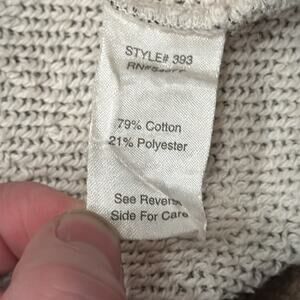 STYLE# 393
79% Cotton
21% Polyester
See Reverse
Side For Care